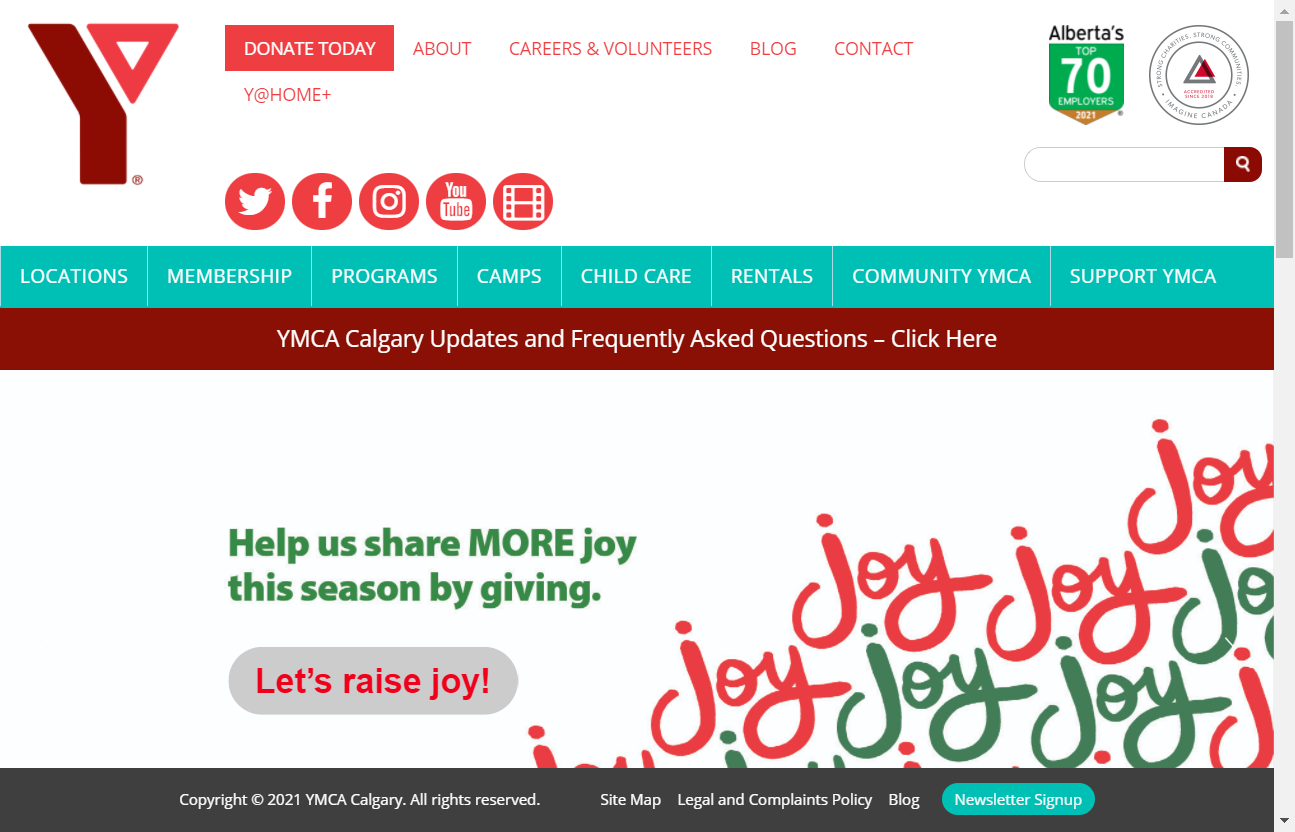 Y®
DONATE TODAY
ABOUT
CAREERS & VOLUNTEERS
BLOG
CONTACT
Y@HOME+
Alberta's
TOP
70
EMPLOYERS
2021
STRONG CHARITIES. STRONG COMMUNITIES.
ACCREDITED
SINCE 2018
• IMAGINE CANADA •
You
Tube
LOCATIONS
MEMBERSHIP
PROGRAMS
CAMPS
CHILD CARE
RENTALS
COMMUNITY YMCA
SUPPORT YMCA
YMCA Calgary Updates and Frequently Asked Questions – Click Here
Help us share MORE joy
this season by giving.
Let's raise joy!
joy
joy
joy
joy
joy
joy
Copyright © 2021 YMCA Calgary. All rights reserved.
Site Map
Legal and Complaints Policy
Blog
Newsletter Signup